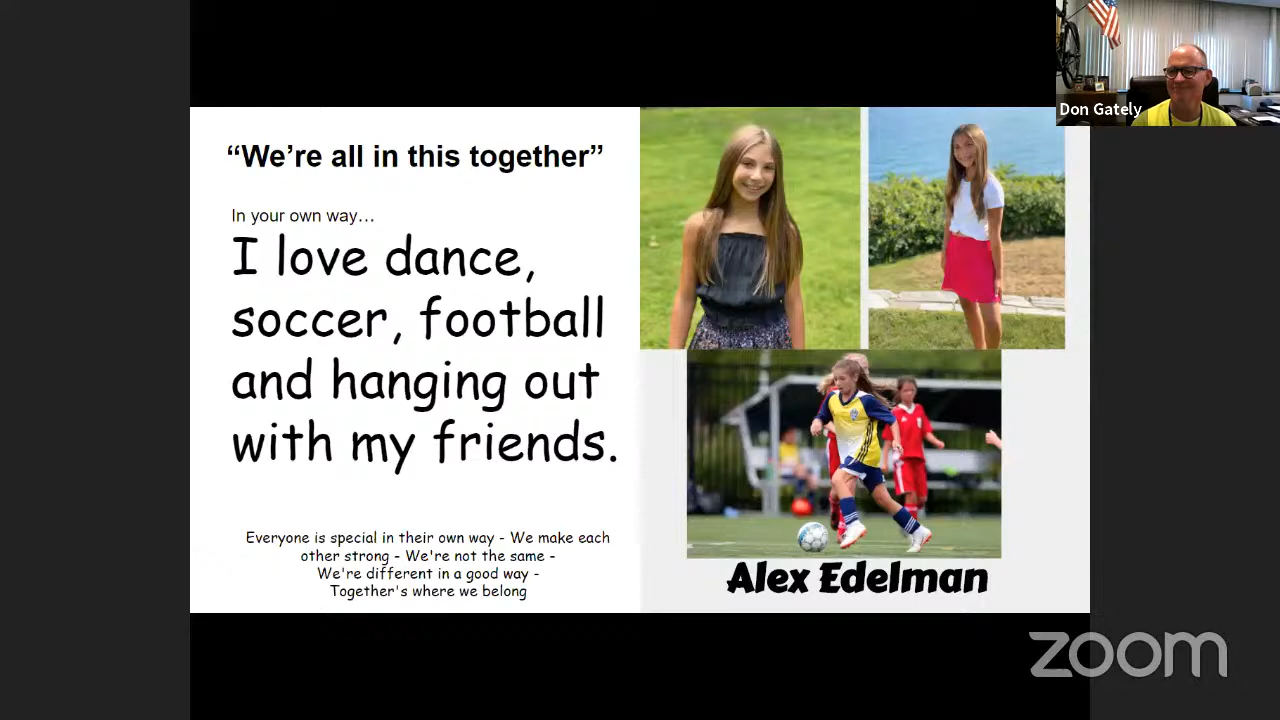 Don Gately
“We’re all in this together”
In your own way…
I love dance,
soccer, football
and hanging out
with my friends.
Everyone is special in their own way - We make each
other strong - We're not the same -
We're different in a good way -
Together's where we belong
Alex Edelman
zoom